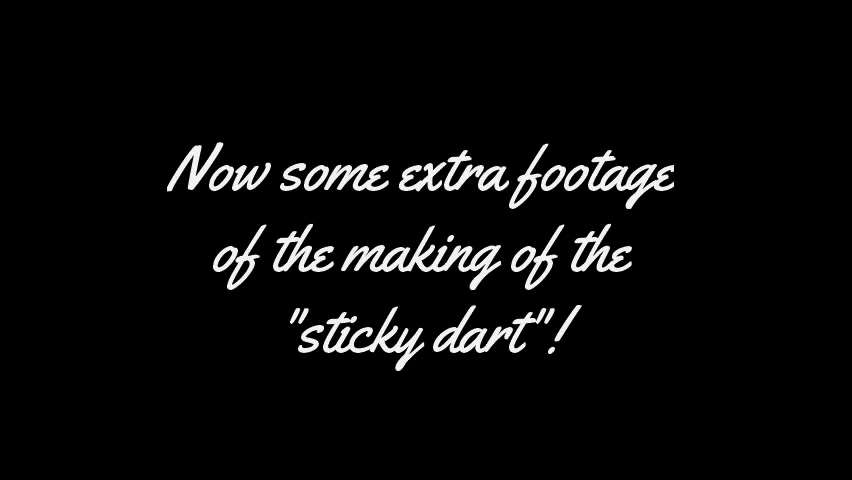 Now some extra footage
of the making of the
"sticky dart"!